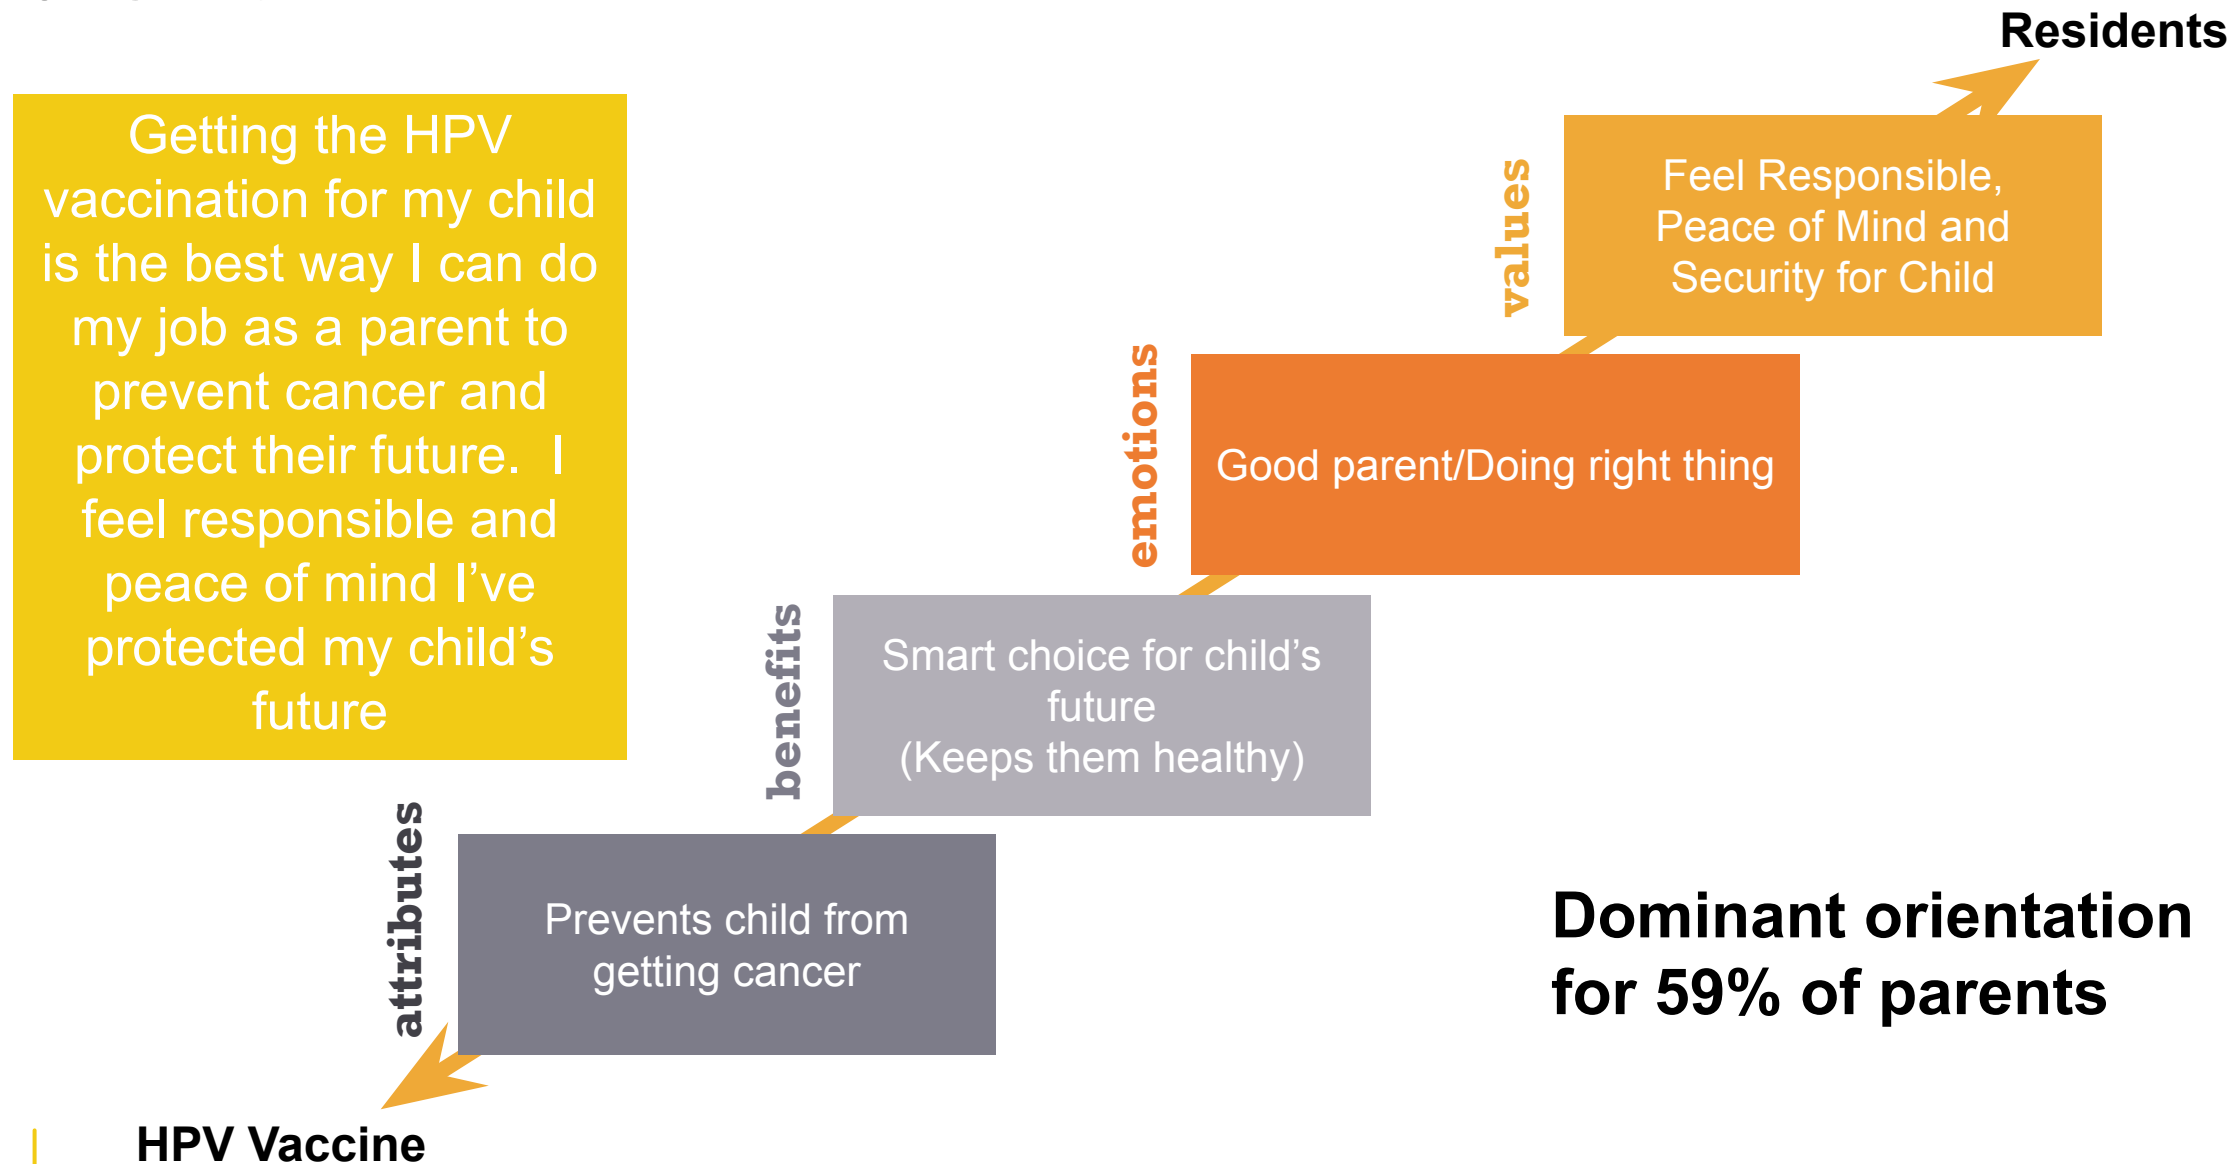 Residents
Getting the HPV
vaccination for my child
is the best way I can do
my job as a parent to
prevent cancer and
protect their future.  I
feel responsible and
peace of mind I’ve
protected my child’s
future
values
Feel Responsible,
Peace of Mind and
Security for Child
emotions
Good parent/Doing right thing
benefits
Smart choice for child’s
future
(Keeps them healthy)
attributes
Prevents child from
getting cancer
Dominant orientation
for 59% of parents
HPV Vaccine